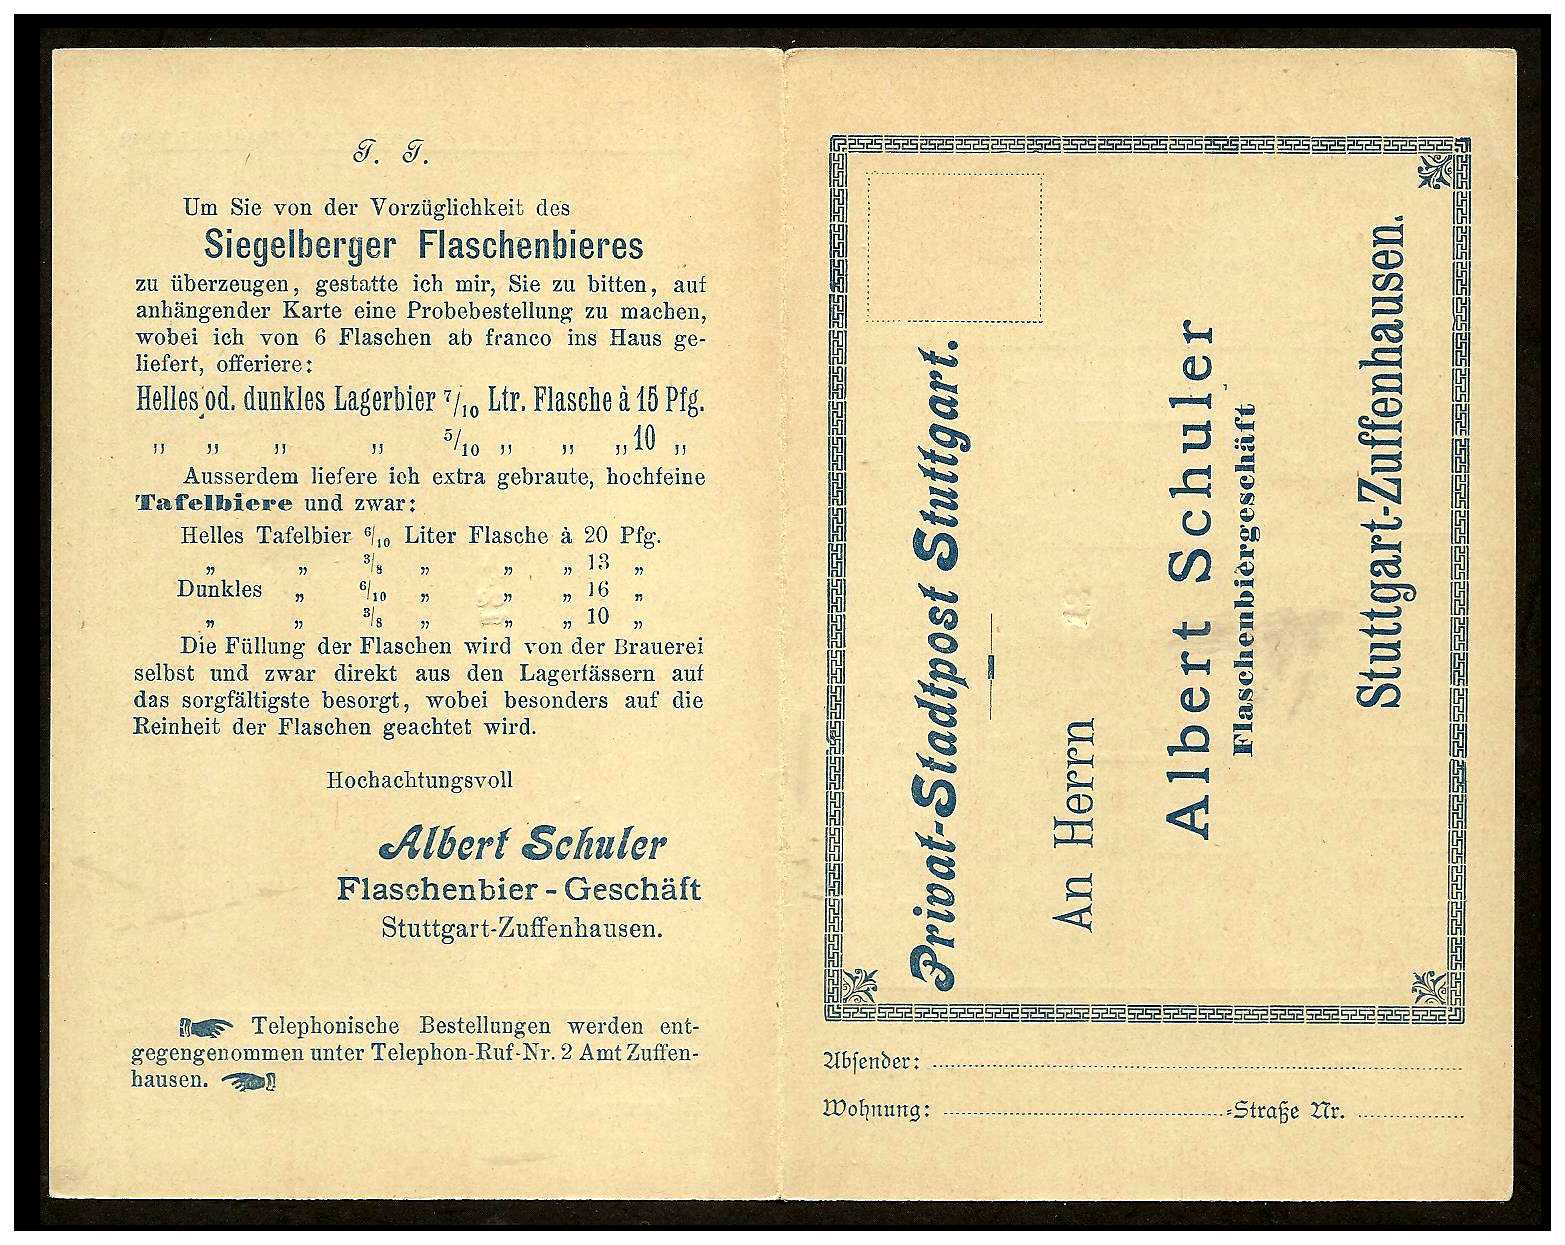 T. T.
Um Sie von der Vorzüglichkeit des
Siegelberger Flaschenbieres
zu überzeugen, gestatte ich mir, Sie zu bitten, auf
anhängender Karte eine Probebestellung zu machen,
wobei ich von 6 Flaschen ab franco ins Haus ge-
liefert, offeriere:
Helles od. dunkles Lagerbier 7/10 Ltr. Flasche à 15 Pfg.
„ „ „ „ 5/10 „ „ „ 10 „
Ausserdem liefere ich extra gebraute, hochfeine
Tafelbiere und zwar:
Helles Tafelbier 6/10 Liter Flasche à 20 Pfg.
„ „ 3/8 „ „ „ 13 „
Dunkles „ 6/10 „ „ „ 16 „
„ „ 3/8 „ „ „ 10 „
Die Füllung der Flaschen wird von der Brauerei
selbst und zwar direkt aus den Lagerfässern auf
das sorgfältigste besorgt, wobei besonders auf die
Reinheit der Flaschen geachtet wird.
Hochachtungsvoll
Albert Schuler
Flaschenbier-Geschäft
Stuttgart-Zuffenhausen.
Telephonische Bestellungen werden ent-
gegengenommen unter Telephon-Ruf-Nr. 2 Amt Zuffen-
hausen.
Privat-Stadtpost Stuttgart.
An Herrn
Albert Schuler
Flaschenbiergeschäft
Stuttgart-Zuffenhausen.
Absender:
Wohnung: -Straße Nr.